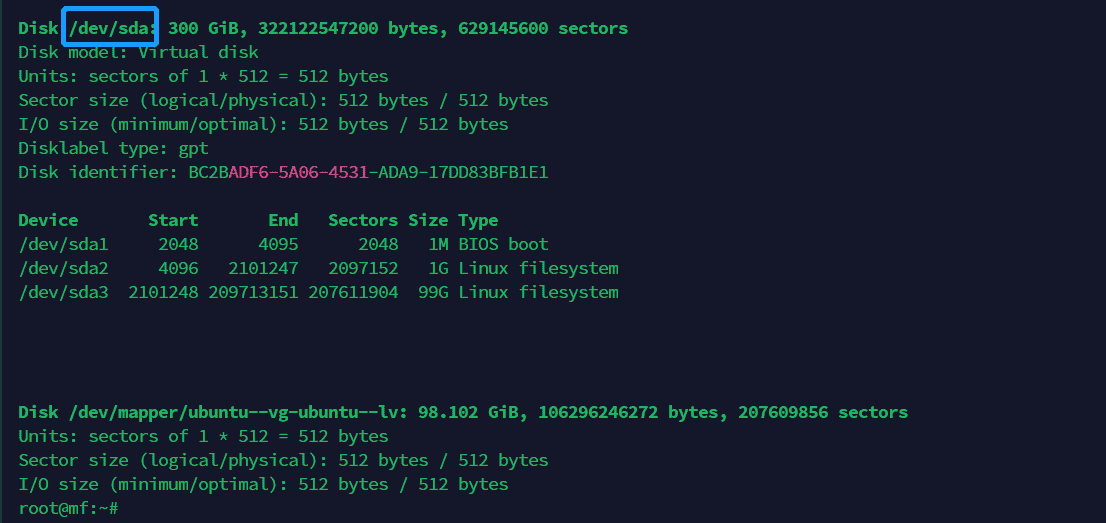 Disk /dev/sda: 300 GiB, 322122547200 bytes, 629145600 sectors
Disk model: Virtual disk
Units: sectors of 1 * 512 = 512 bytes
Sector size (logical/physical): 512 bytes / 512 bytes
I/O size (minimum/optimal): 512 bytes / 512 bytes
Disklabel type: gpt
Disk identifier: BC2BADF6-5A06-4531-ADA9-17DD83BFB1E1
Device       Start       End   Sectors Size Type
/dev/sda1     2048      4095      2048   1M BIOS boot
/dev/sda2     4096   2101247   2097152   1G Linux filesystem
/dev/sda3  2101248 209713151 207611904  99G Linux filesystem
Disk /dev/mapper/ubuntu--vg-ubuntu--lv: 98.102 GiB, 106296246272 bytes, 207609856 sectors
Units: sectors of 1 * 512 = 512 bytes
Sector size (logical/physical): 512 bytes / 512 bytes
I/O size (minimum/optimal): 512 bytes / 512 bytes
root@mf:~#